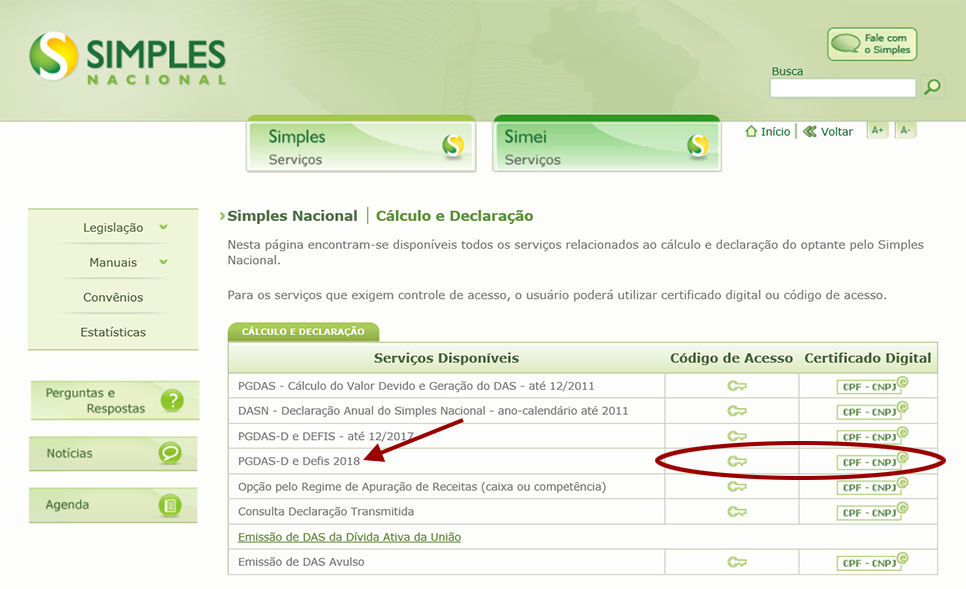 SIMPLES
NACIONAL
Fale com
o Simples
Busca
Simples
Serviços
Simei
Serviços
Início
Voltar
A+
A-
Legislação
Manuais
Convênios
Estatísticas
Perguntas e
Respostas
?
Notícias
Agenda
Simples Nacional | Cálculo e Declaração
Nesta página encontram-se disponíveis todos os serviços relacionados ao cálculo e declaração do optante pelo Simples
Nacional.
Para os serviços que exigem controle de acesso, o usuário poderá utilizar certificado digital ou código de acesso.
CÁLCULO E DECLARAÇÃO
Serviços Disponíveis Código de Acesso Certificado Digital
PGDAS - Cálculo do Valor Devido e Geração do DAS - até 12/2011 CPF - CNPJ e
DASN - Declaração Anual do Simples Nacional - ano-calendário até 2011 CPF - CNPJ e
PGDAS-D e DEFIS - até 12/2017 CPF - CNPJ e
PGDAS-D e Defis 2018 CPF - CNPJ e
Opção pelo Regime de Apuração de Receitas (caixa ou competência) CPF - CNPJ e
Consulta Declaração Transmitida CPF - CNPJ e
Emissão de DAS da Dívida Ativa da União
Emissão de DAS Avulso CPF - CNPJ e